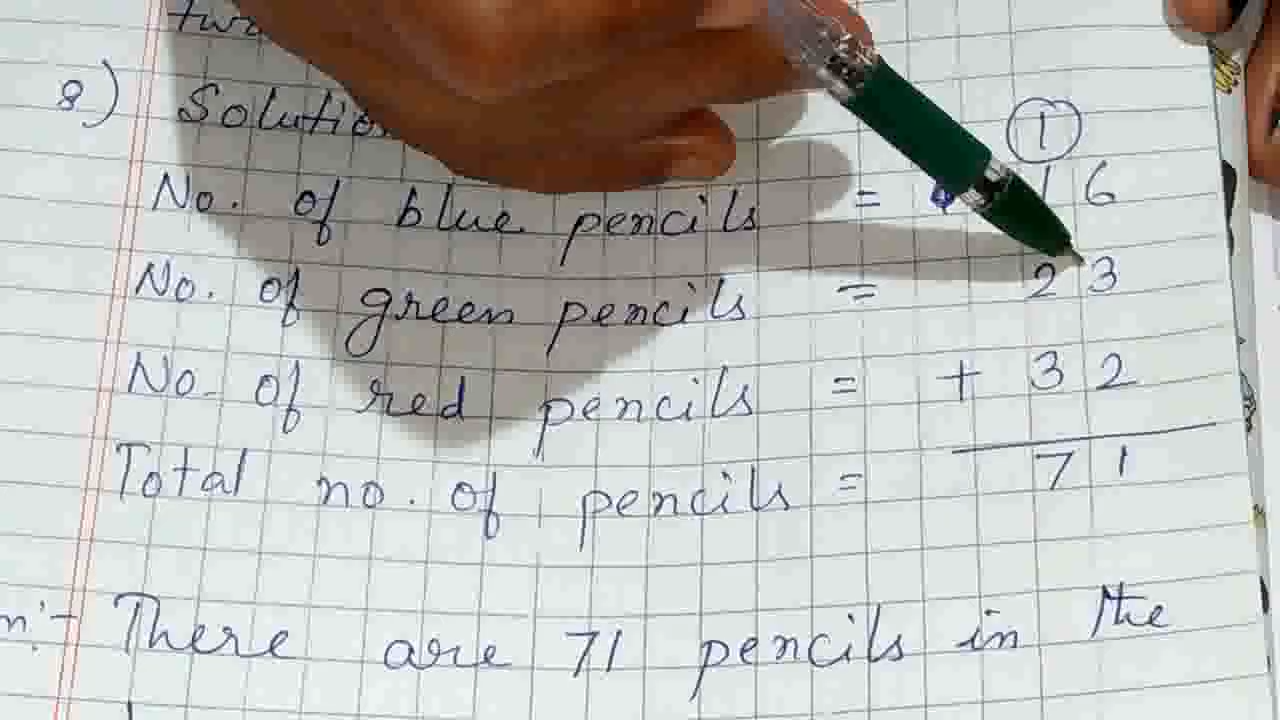 8) Solution
1
No. of blue pencils = 16
No. of green pencils = 23
No. of red pencils = + 32
Total no. of pencils = 71
There are 71 pencils in the